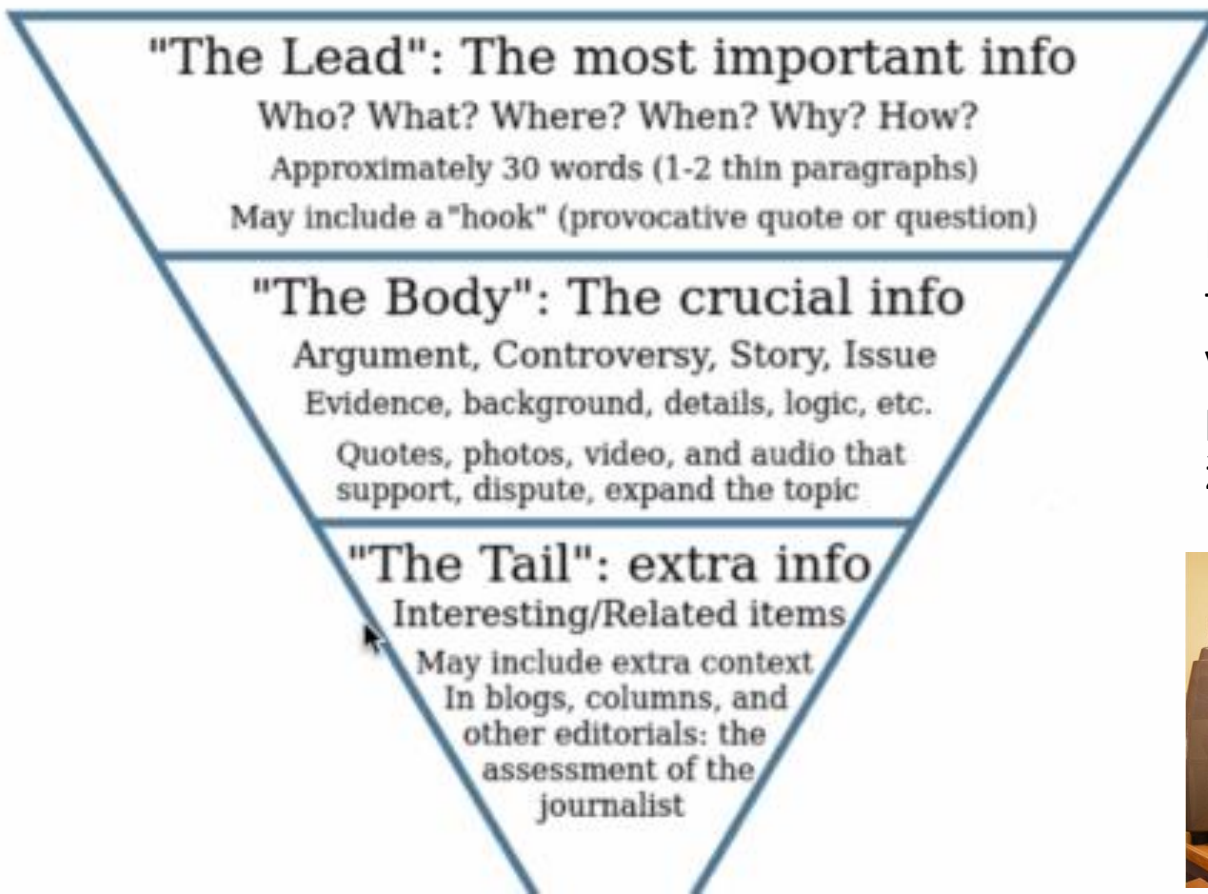 "The Lead": The most important info
Who? What? Where? When? Why? How?
Approximately 30 words (1-2 thin paragraphs)
May include a "hook" (provocative quote or question)
"The Body": The crucial info
Argument, Controversy, Story, Issue
Evidence, background, details, logic, etc.
Quotes, photos, video, and audio that
support, dispute, expand the topic
"The Tail": extra info
Interesting/Related items
May include extra context
In blogs, columns, and
other editorials: the
assessment of the
journalist